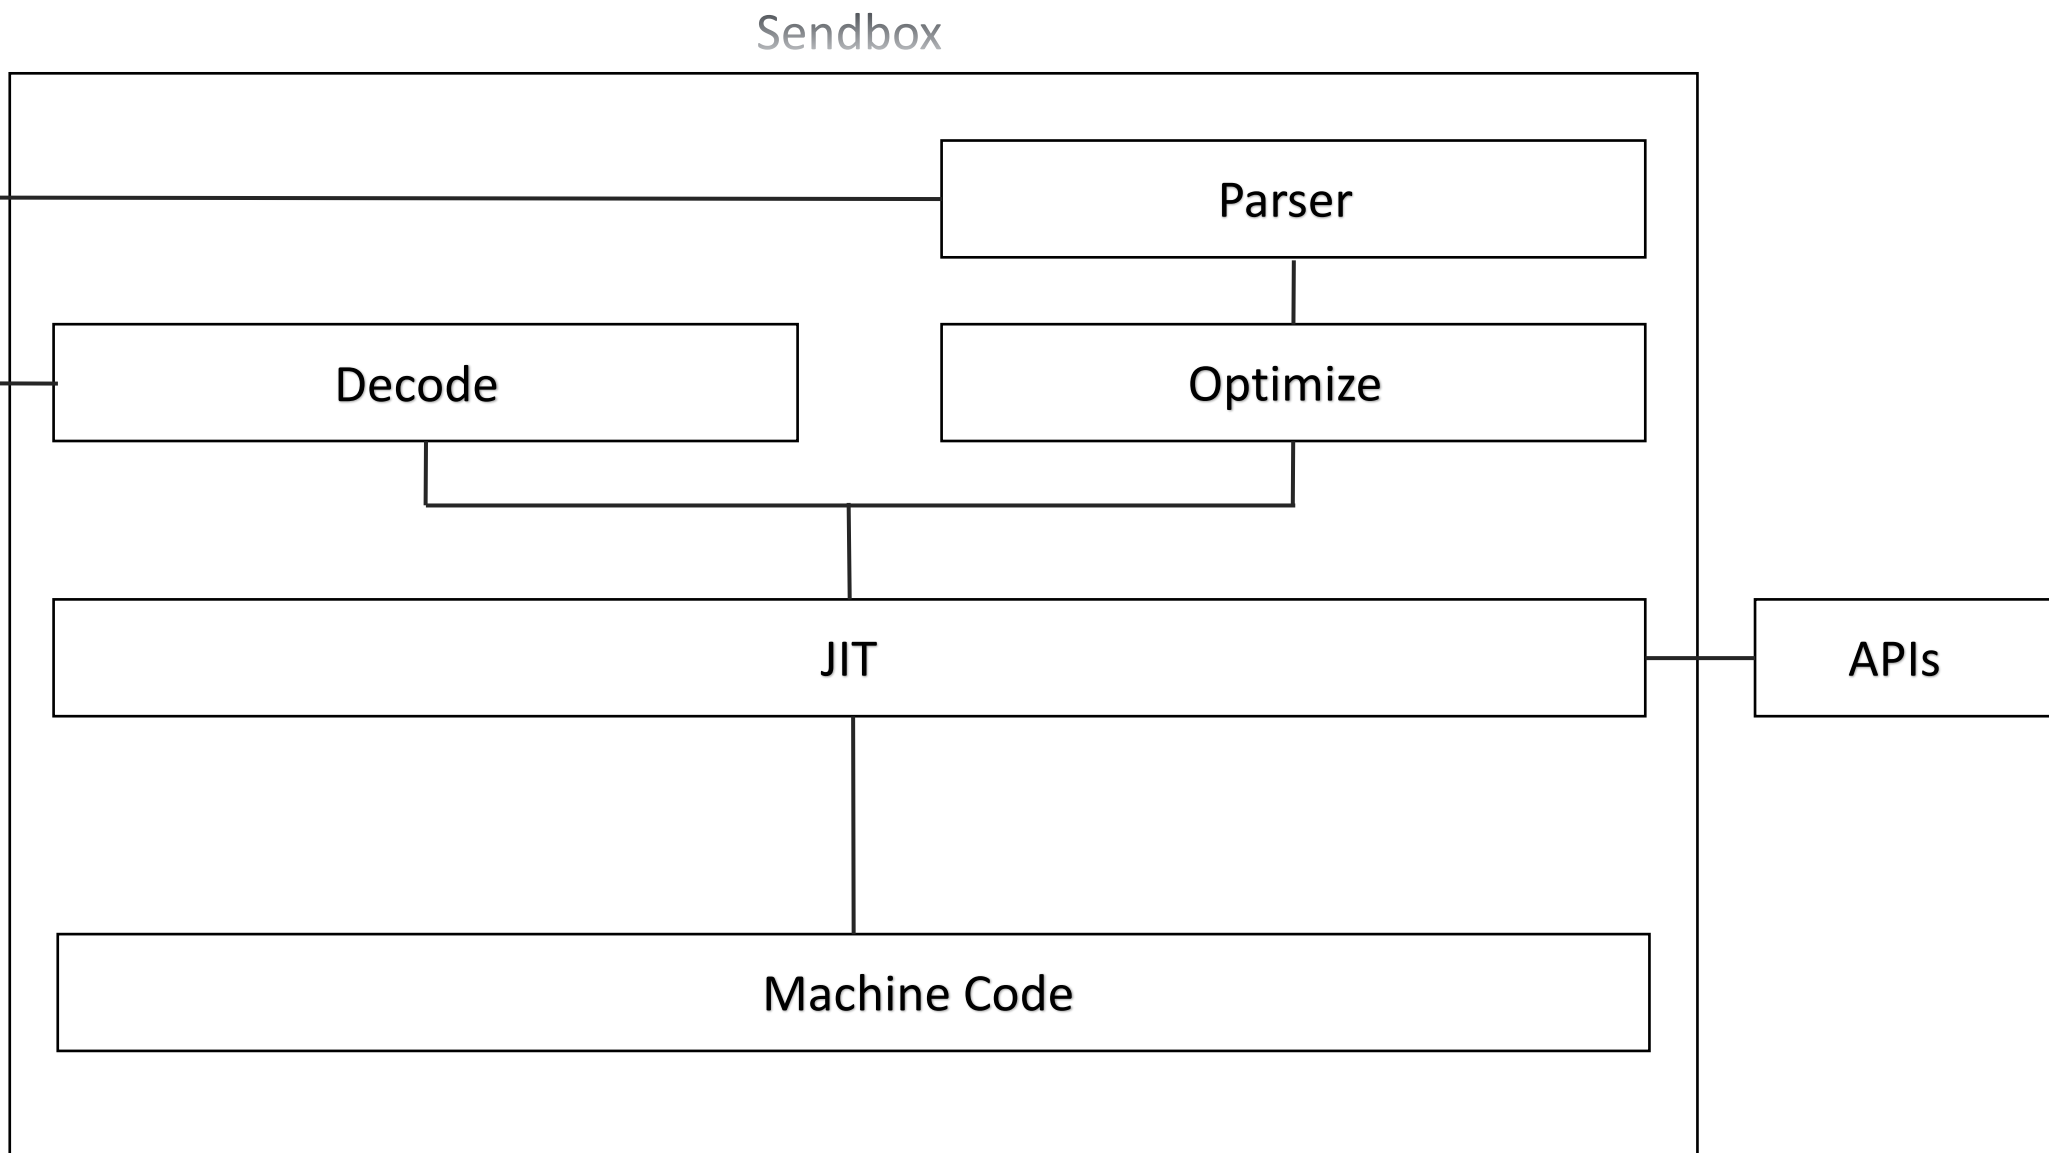 Sendbox
Parser
Decode
Optimize
JIT
APIs
Machine Code